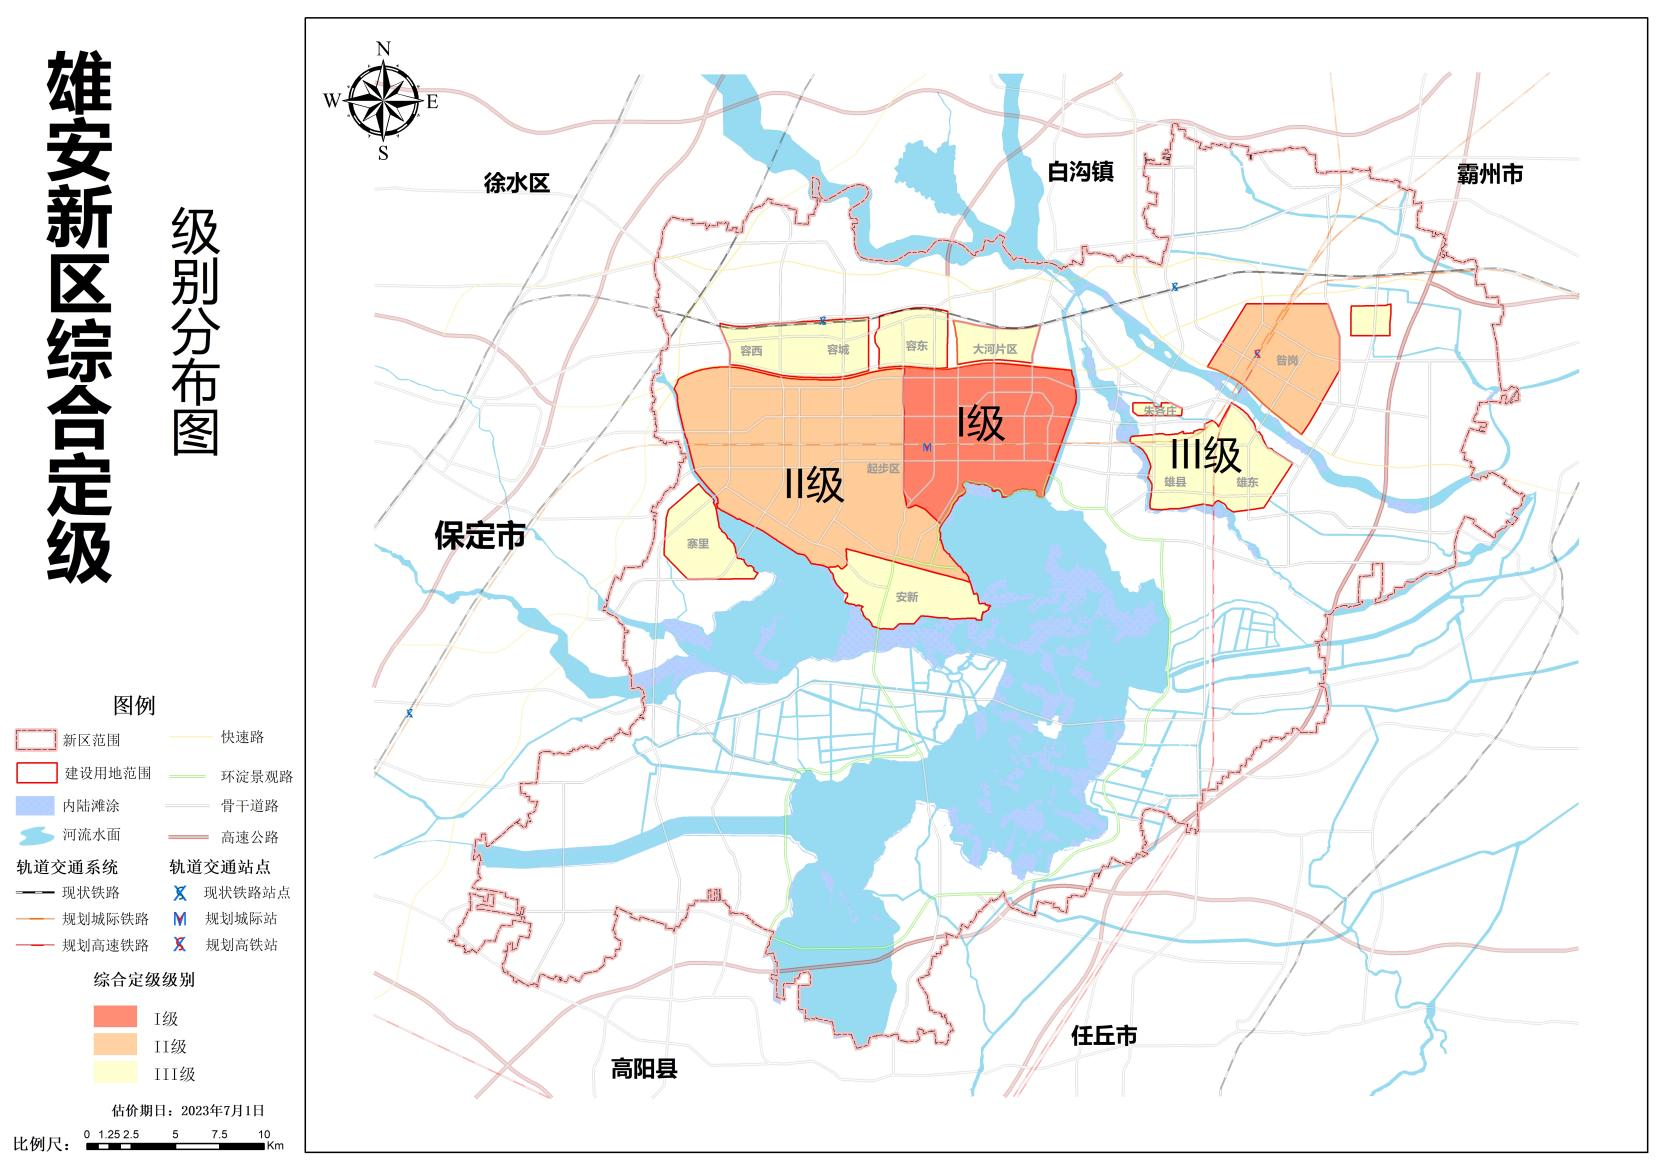 雄安新区综合定级
级别分布图
N
W
E
S
徐水区
白沟镇
霸州市
保定市
高阳县
任丘市
容西
容城
容东
大河片区
昝岗
朱各庄
I级
II级
III级
起步区
雄县
雄东
寨里
安新
图例
新区范围
快速路
建设用地范围
环淀景观路
内陆滩涂
骨干道路
河流水面
高速公路
轨道交通系统
轨道交通站点
现状铁路
现状铁路站点
规划城际铁路
规划城际站
规划高速铁路
规划高铁站
综合定级级别
I级
II级
III级
估价期日：2023年7月1日
比例尺：
0 1.25 2.5 5 7.5 10
Km